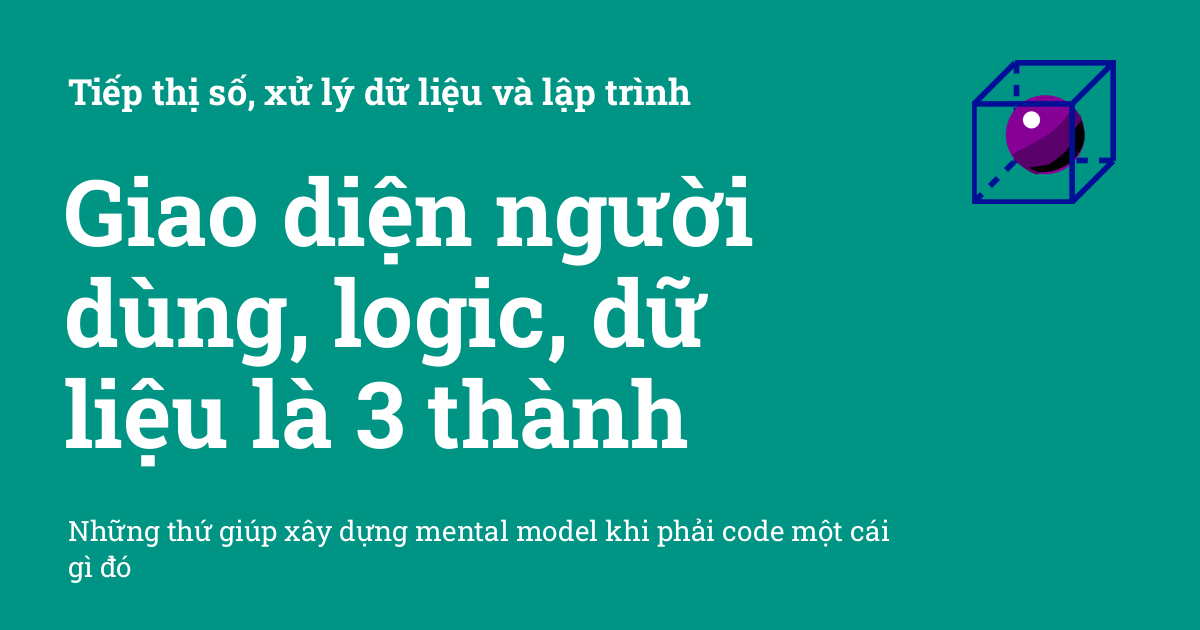 Tiếp thị số, xử lý dữ liệu và lập trình
Giao diện người
dùng, logic, dữ
liệu là 3 thành
Những thứ giúp xây dựng mental model khi phải code một cái
gì đó